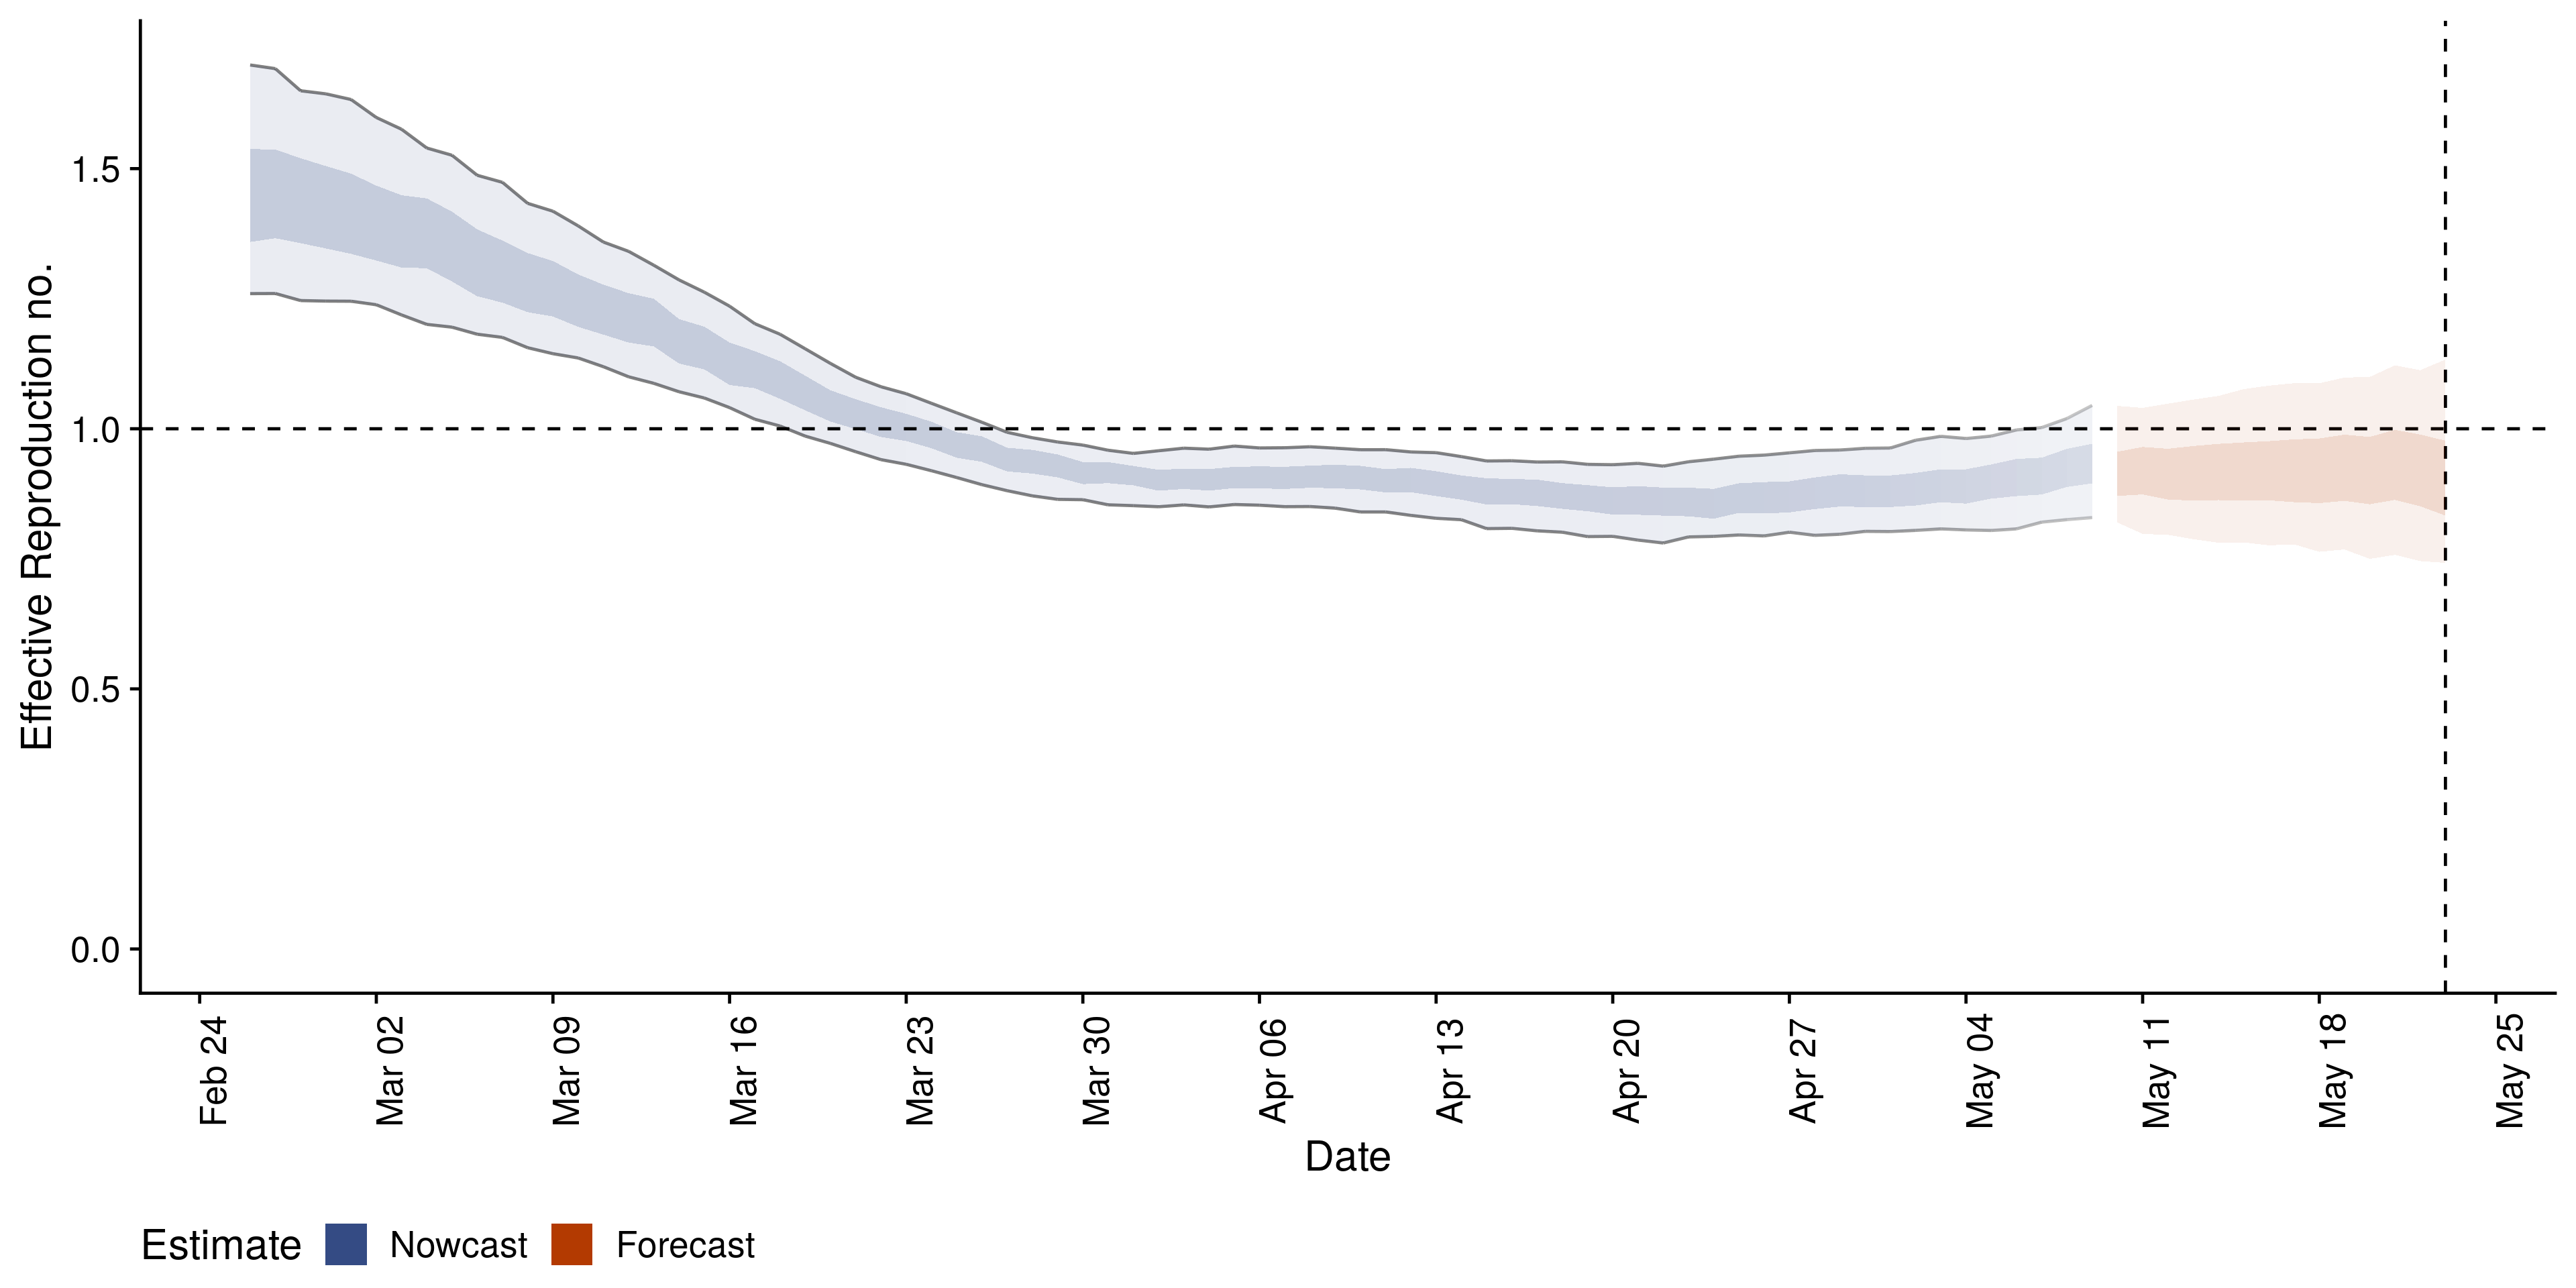 Effective Reproduction no.
1.5
1.0
0.5
0.0
Feb 24
Mar 02
Mar 09
Mar 16
Mar 23
Mar 30
Apr 06
Apr 13
Apr 20
Apr 27
May 04
May 11
May 18
May 25
Date
Estimate Nowcast Forecast